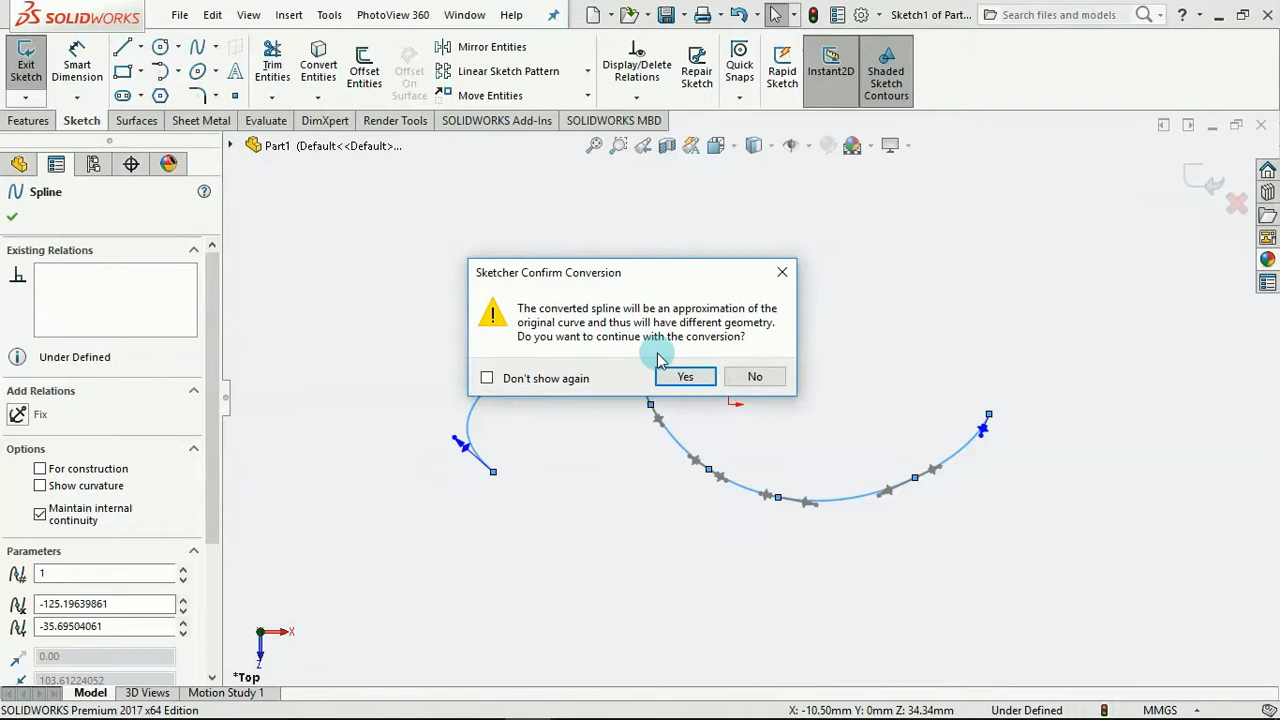 SOLIDWORKS File Edit View Insert Tools PhotoView 360 Window Help Sketch1 of Part... Search files and models ?
Exit Sketch
Smart Dimension
Trim Entities
Convert Entities
Offset Entities
Offset On Surface
Mirror Entities
Linear Sketch Pattern
Move Entities
Display/Delete Relations
Repair Sketch
Quick Snaps
Rapid Sketch
Instant2D
Shaded Sketch Contours
Features Sketch Surfaces Sheet Metal Evaluate DimXpert Render Tools SOLIDWORKS Add-Ins SOLIDWORKS MBD
Part1 (Default<<Default>...
Spline
Existing Relations
Under Defined
Add Relations
Fix
Options
For construction
Show curvature
Maintain internal
continuity
Parameters
1
-125.19639861
-35.69504061
0.00
103.61224052
Sketcher Confirm Conversion
The converted spline will be an approximation of the
original curve and thus will have different geometry.
Do you want to continue with the conversion?
Don't show again Yes No
X
Z
*Top
Model 3D Views Motion Study 1
SOLIDWORKS Premium 2017 x64 Edition X: -10.50mm Y: 0mm Z: 34.34mm Under Defined MMGS